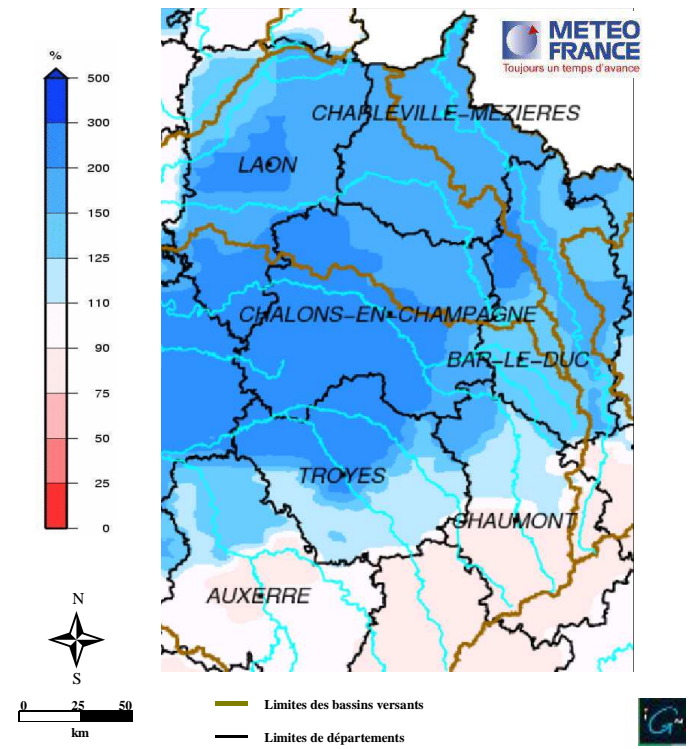 METEO
FRANCE
Toujours un temps d'avance
%
500
300
200
150
125
110
90
75
50
25
0
CHARLEVILLE-MEZIERES
LAON
CHALONS-EN-CHAMPAGNE
BAR-LE-DUC
TROYES
CHAUMONT
AUXERRE
N
S
0 25 50
km
Limites des bassins versants
Limites de départements